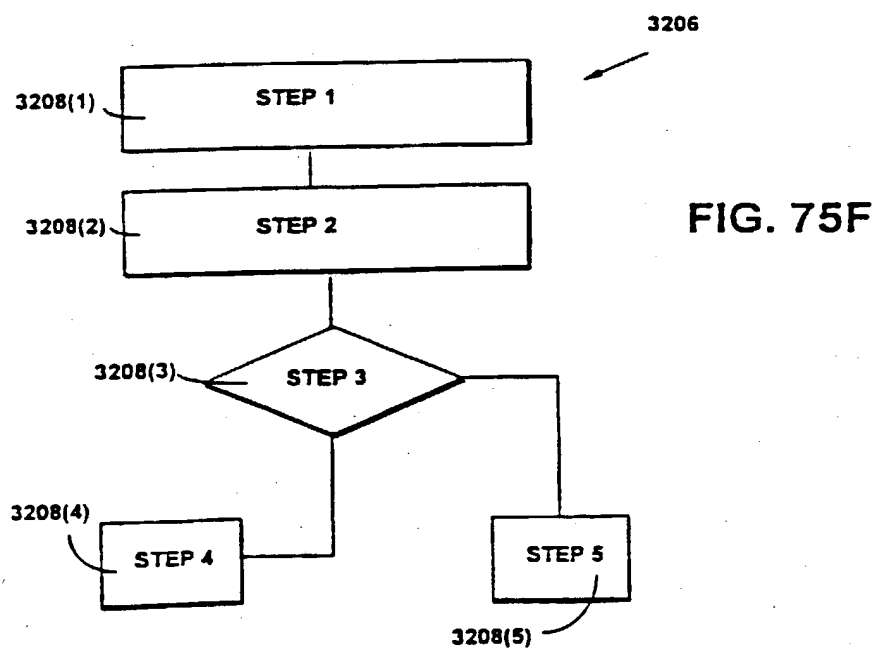 3206
3208(1)
STEP 1
3208(2)
STEP 2
FIG. 75F
3208(3)
STEP 3
3208(4)
STEP 4
STEP 5
3208(5)